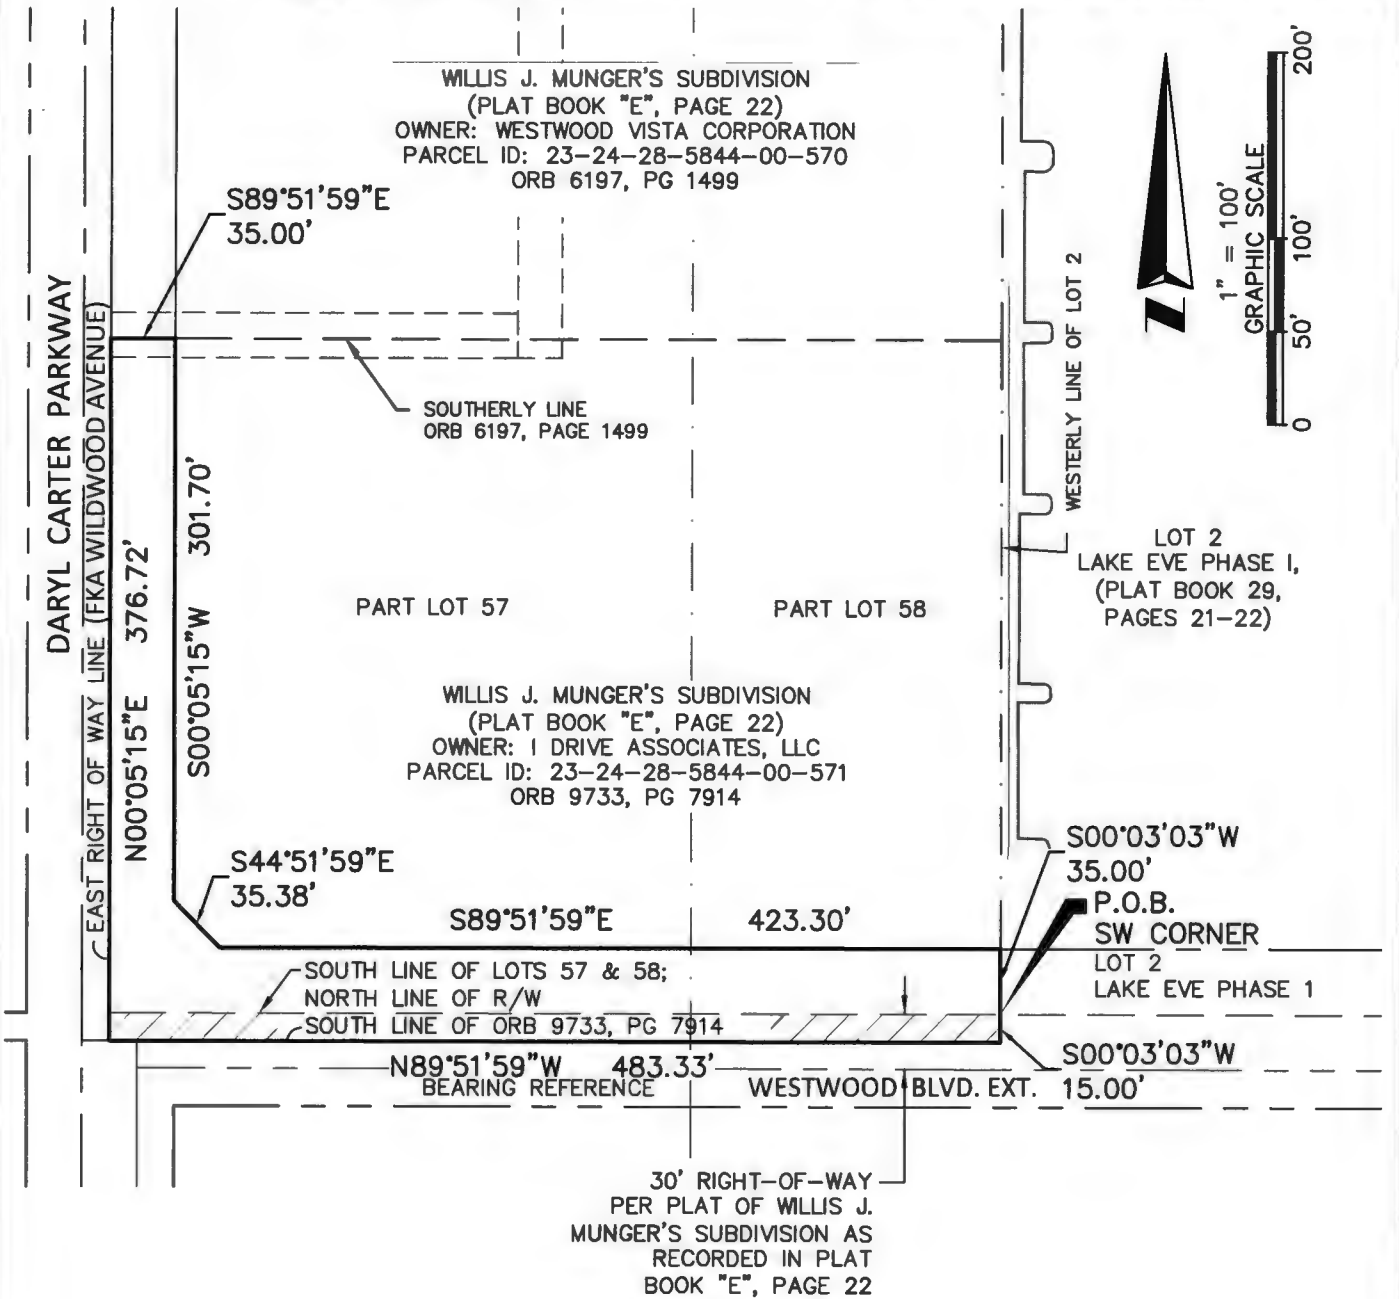 WILLIS J. MUNGER'S SUBDIVISION
(PLAT BOOK "E", PAGE 22)
OWNER: WESTWOOD VISTA CORPORATION
PARCEL ID: 23-24-28-5844-00-570
ORB 6197, PG 1499
S89°51'59"E
35.00'
SOUTHERLY LINE
ORB 6197, PAGE 1499
DARYL CARTER PARKWAY
EAST RIGHT OF WAY LINE (FKA WILDWOOD AVENUE)
N00°05'15"E 376.72'
S00°05'15"W 301.70'
WESTERLY LINE OF LOT 2
1" = 100'
GRAPHIC SCALE
0
50'
100'
200'
N
LOT 2
LAKE EVE PHASE I,
(PLAT BOOK 29,
PAGES 21-22)
PART LOT 57
PART LOT 58
WILLIS J. MUNGER'S SUBDIVISION
(PLAT BOOK "E", PAGE 22)
OWNER: I DRIVE ASSOCIATES, LLC
PARCEL ID: 23-24-28-5844-00-571
ORB 9733, PG 7914
S44°51'59"E
35.38'
S89°51'59"E 423.30'
S00°03'03"W
35.00'
P.O.B.
SW CORNER
LOT 2
LAKE EVE PHASE 1
SOUTH LINE OF LOTS 57 & 58;
NORTH LINE OF R/W
SOUTH LINE OF ORB 9733, PG 7914
N89°51'59"W 483.33'
BEARING REFERENCE
WESTWOOD BLVD. EXT.
S00°03'03"W
15.00'
30' RIGHT-OF-WAY
PER PLAT OF WILLIS J.
MUNGER'S SUBDIVISION AS
RECORDED IN PLAT
BOOK "E", PAGE 22